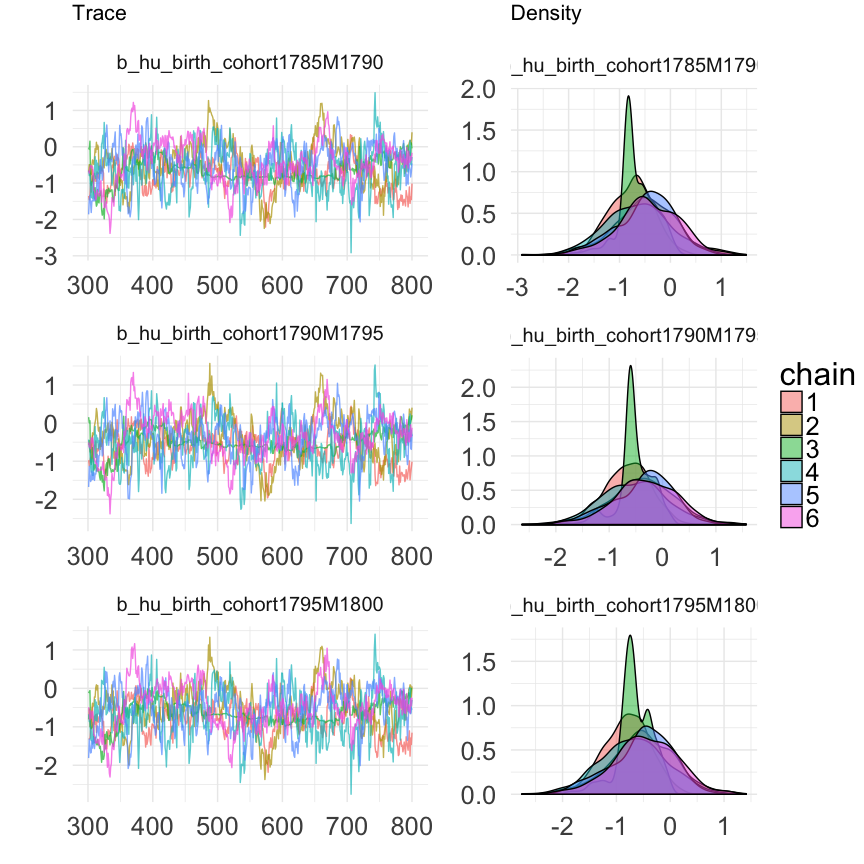 Trace
Density
b_hu_birth_cohort1785M1790
1
0
-1
-2
-3
300 400 500 600 700 800
_hu_birth_cohort1785M179
2.0
1.5
1.0
0.5
0.0
-3 -2 -1 0 1
b_hu_birth_cohort1790M1795
1
0
-1
-2
300 400 500 600 700 800
_hu_birth_cohort1790M179
2.0
1.5
1.0
0.5
0.0
-2 -1 0 1
b_hu_birth_cohort1795M1800
1
0
-1
-2
300 400 500 600 700 800
_hu_birth_cohort1795M180
1.5
1.0
0.5
0.0
-2 -1 0 1
chain
1
2
3
4
5
6